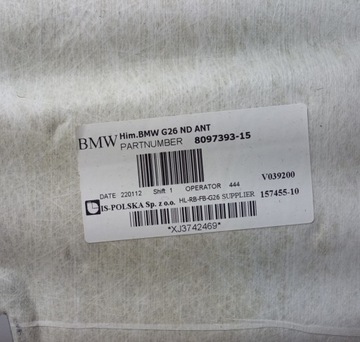 BMW Him.BMW G26 ND ANT
PARTNUMBER 8097393-15
V039200
DATE 220112 Shift 1 OPERATOR 444
IS-POLSKA Sp. z o.o. HL-RB-FB-G26 SUPPLIER 157455-10
*XJ3742469*